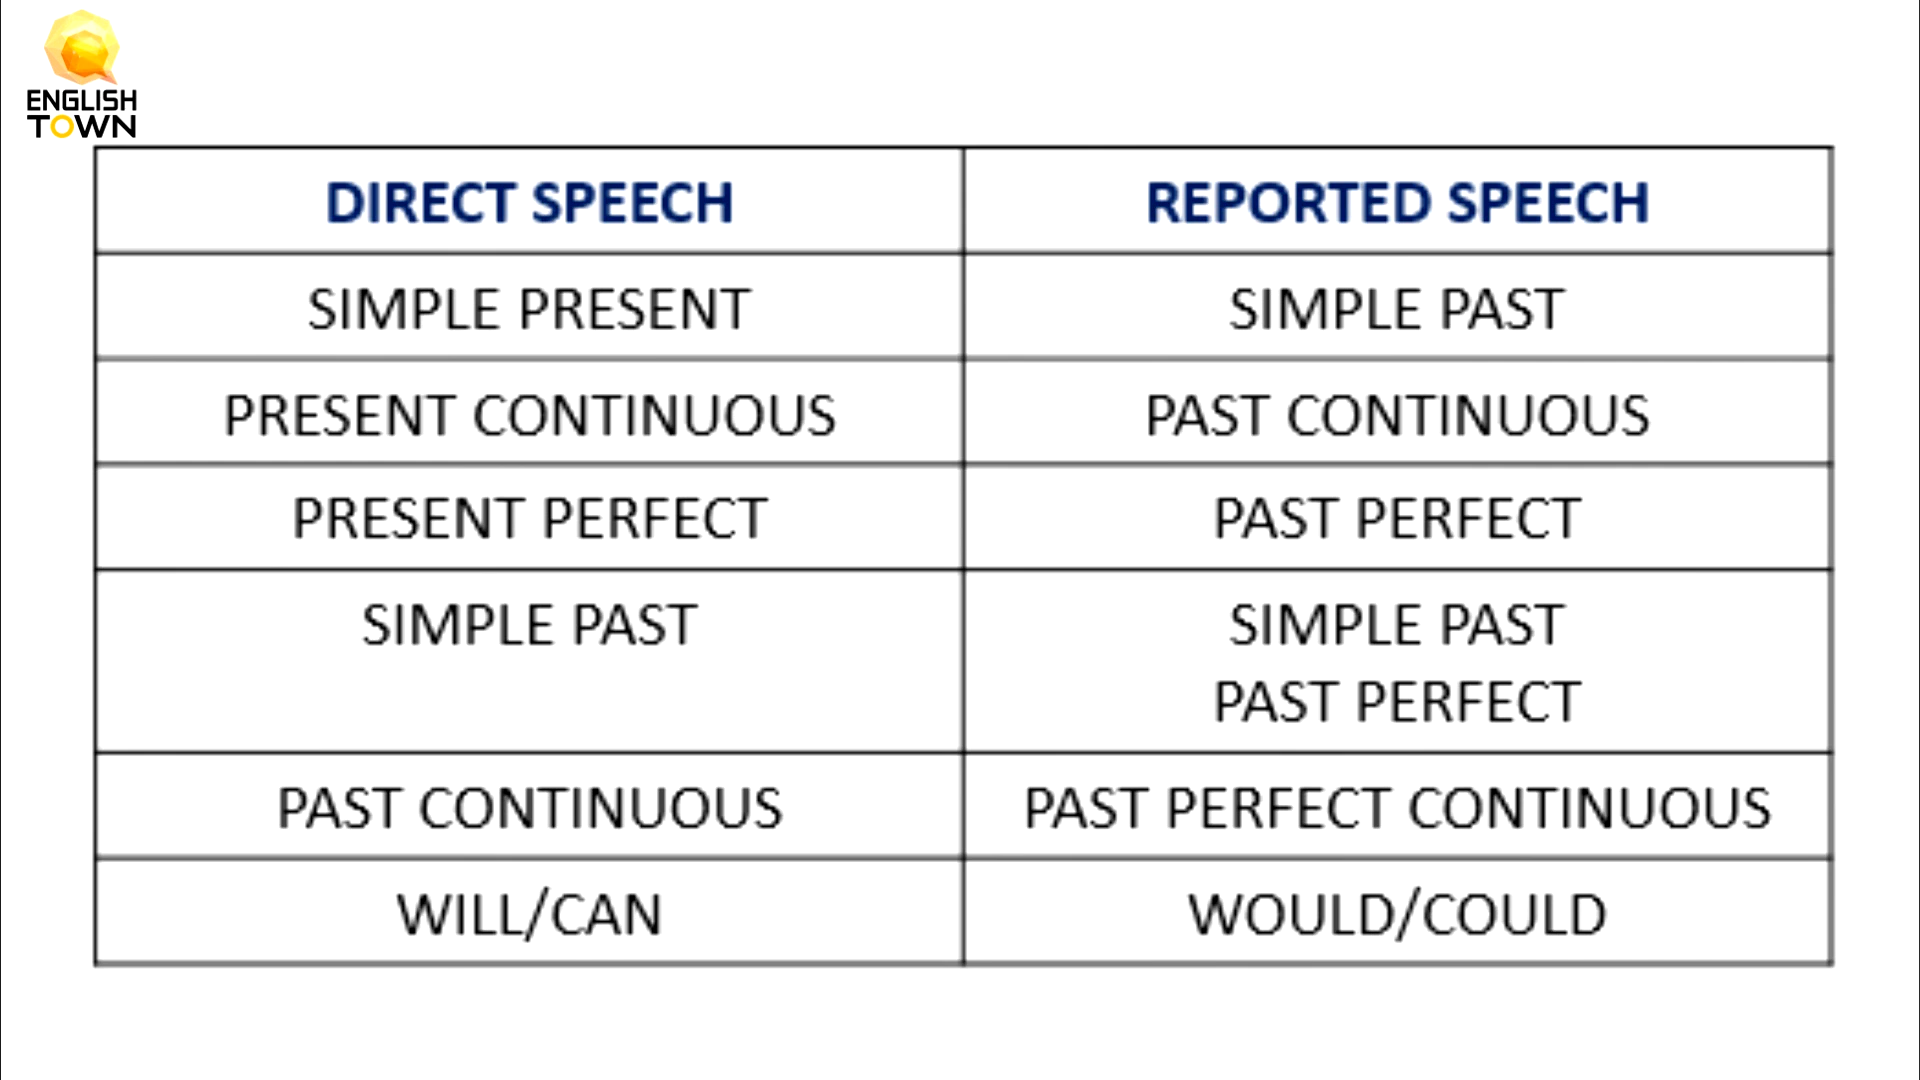 ENGLISH
TOWN
DIRECT SPEECH
REPORTED SPEECH
SIMPLE PRESENT
SIMPLE PAST
PRESENT CONTINUOUS
PAST CONTINUOUS
PRESENT PERFECT
PAST PERFECT
SIMPLE PAST
SIMPLE PAST
PAST PERFECT
PAST CONTINUOUS
PAST PERFECT CONTINUOUS
WILL/CAN
WOULD/COULD